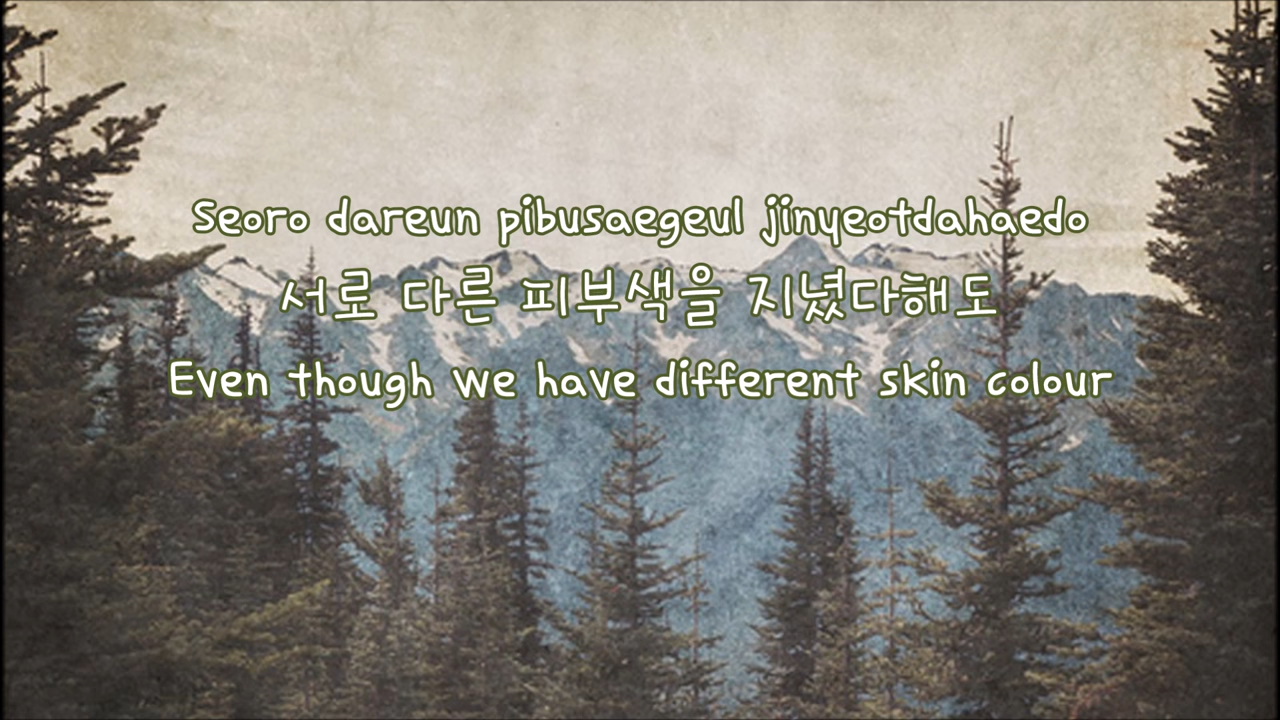 Seoro dareun pibusaegeul jinyeotdahaedo
서로 다른 피부색을 지녔다해도
Even though we have different skin colour